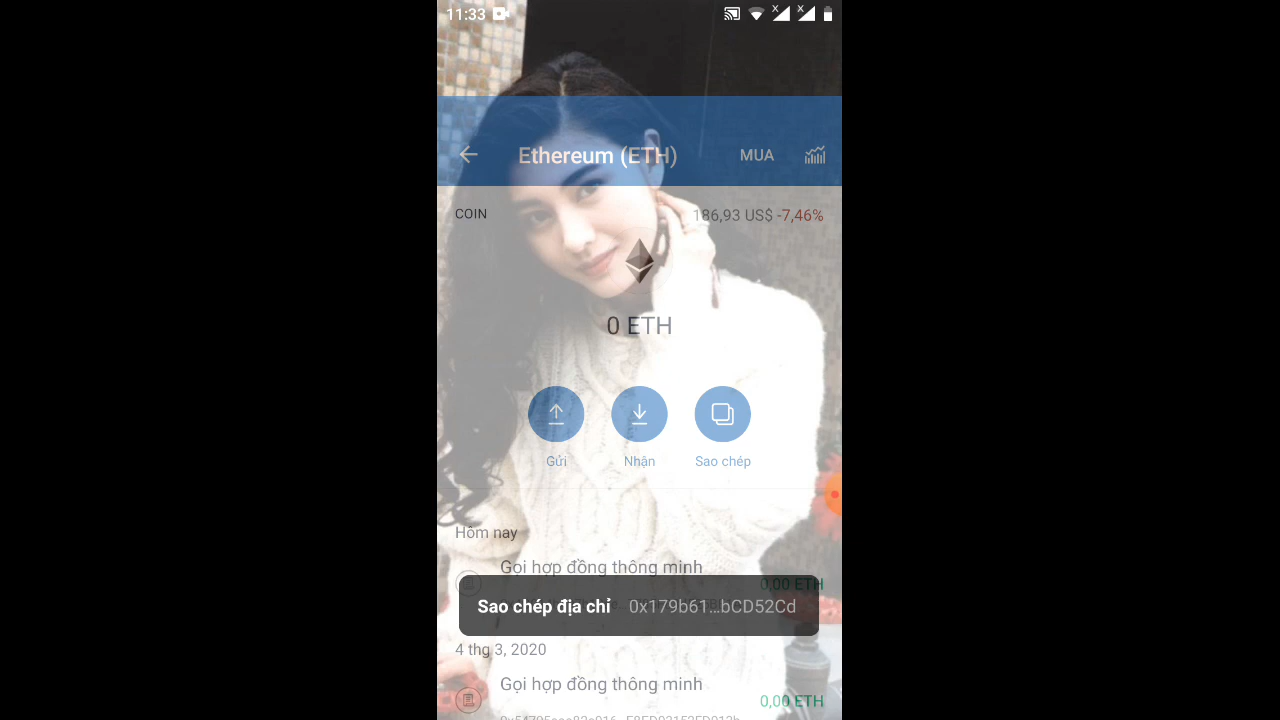 11:33
Ethereum (ETH)
MUA
COIN
186,93 US$ -7,46%
0 ETH
Gửi
Nhận
Sao chép
Hôm nay
Gọi hợp đồng thông minh
0,00 ETH
Sao chép địa chỉ 0x179b61...bCD52Cd
4 thg 3, 2020
Gọi hợp đồng thông minh
0,00 ETH